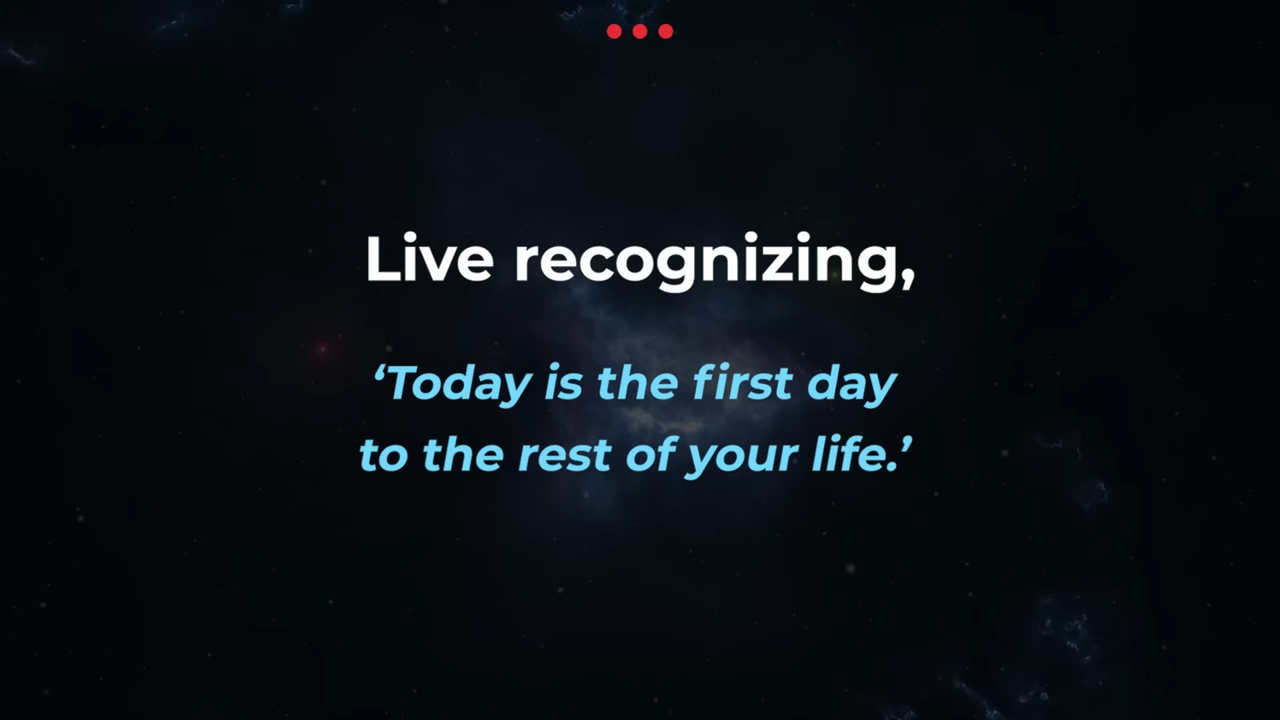 Live recognizing,
‘Today is the first day
to the rest of your life.’